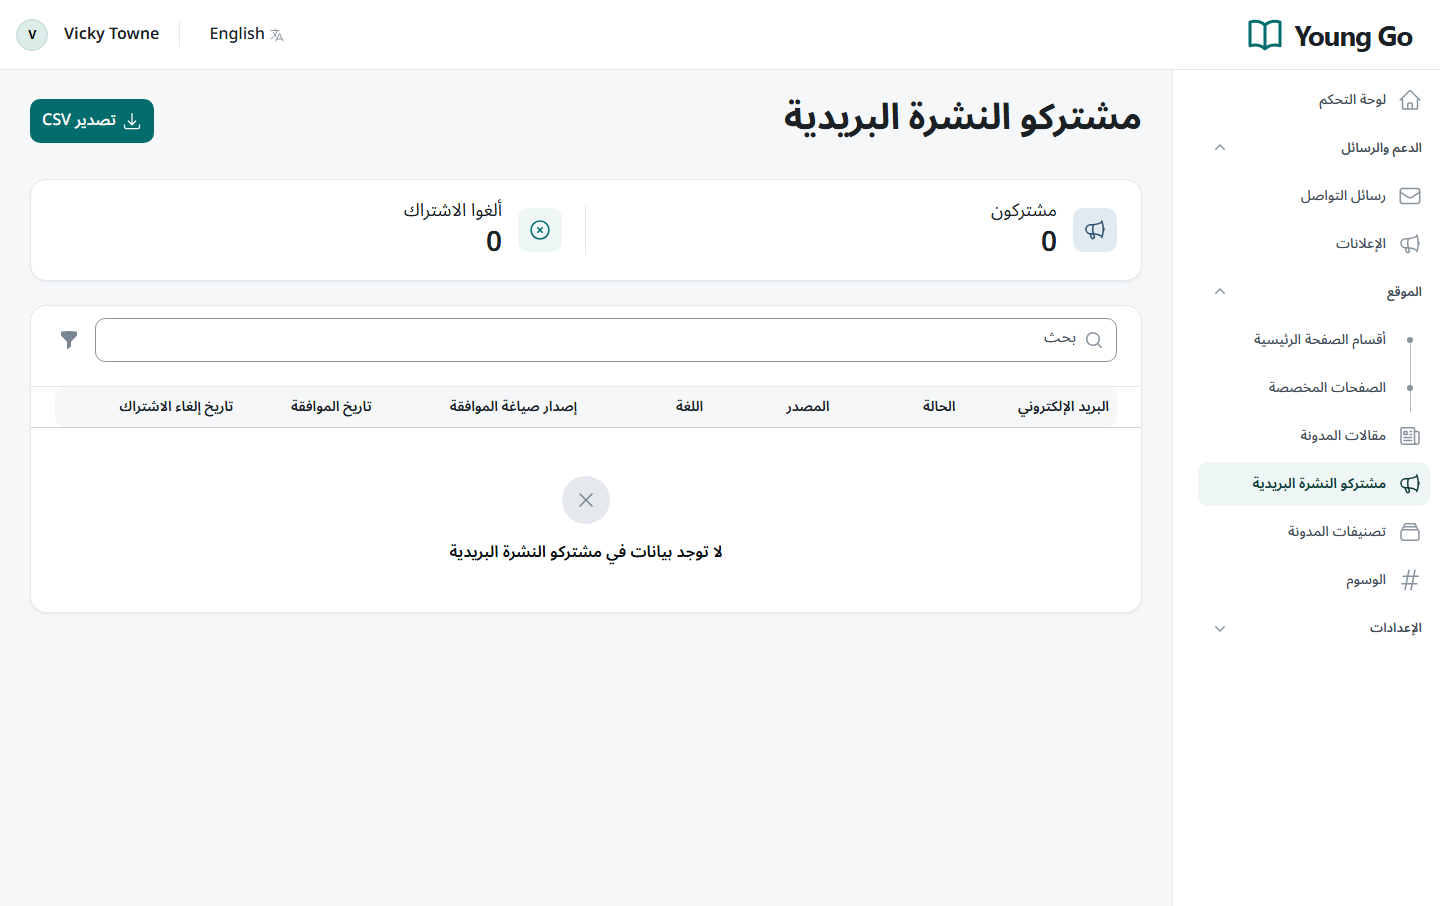 Young Go
English
Vicky Towne
V
لوحة التحكم
الدعم والرسائل
رسائل التواصل
الإعلانات
الموقع
أقسام الصفحة الرئيسية
الصفحات المخصصة
مقالات المدونة
مشتركو النشرة البريدية
تصنيفات المدونة
الوسوم
الإعدادات
مشتركو النشرة البريدية
تصدير CSV
مشتركون
0
ألغوا الاشتراك
0
بحث
البريد الإلكتروني
الحالة
المصدر
اللغة
إصدار صياغة الموافقة
تاريخ الموافقة
تاريخ إلغاء الاشتراك
لا توجد بيانات في مشتركو النشرة البريدية